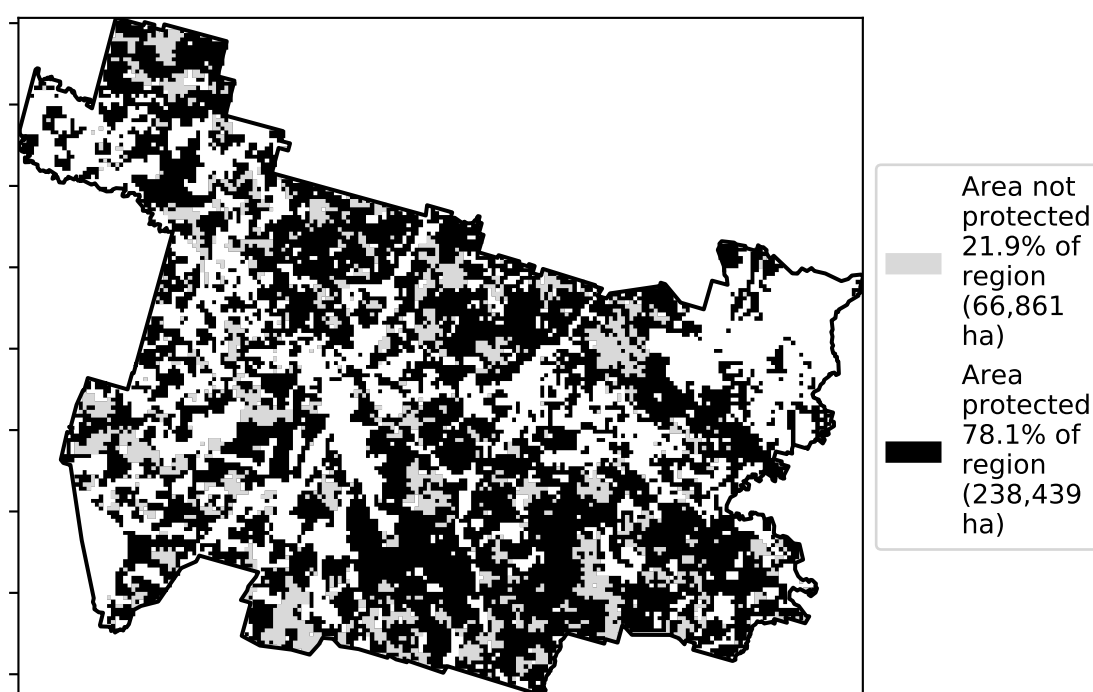 Area not
protected
21.9% of
region
(66,861
ha)
Area
protected
78.1% of
region
(238,439
ha)